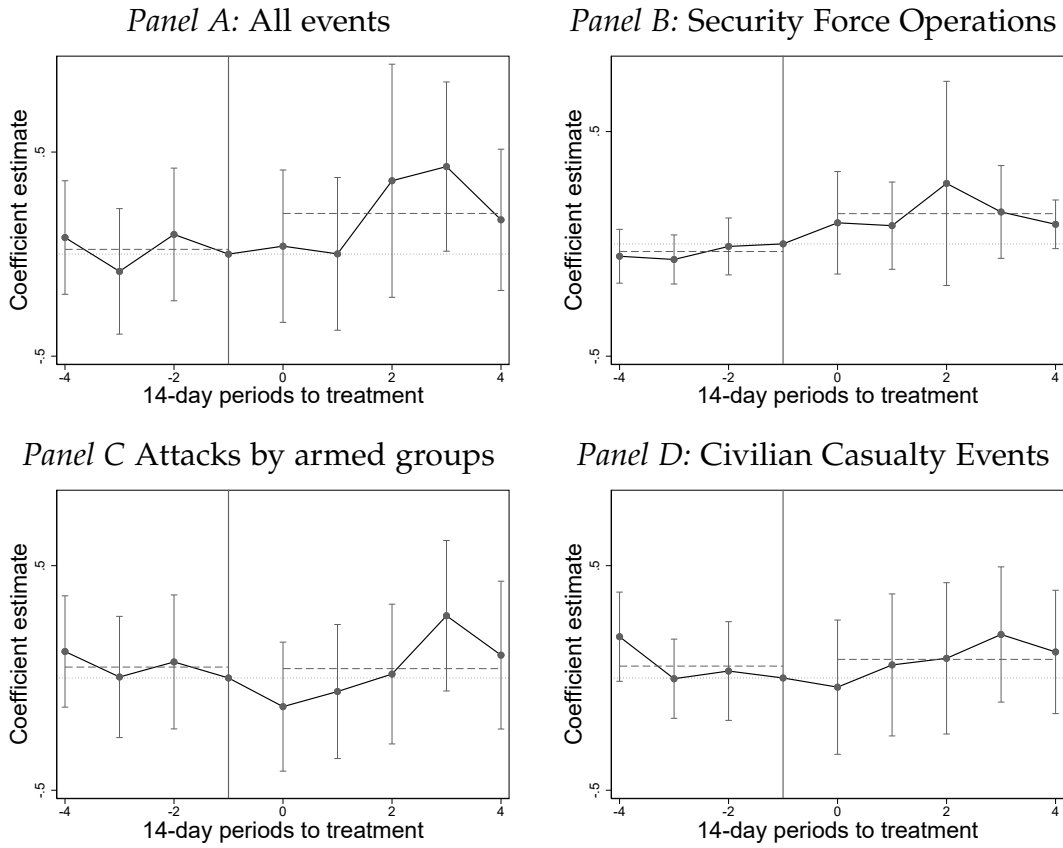 Panel A: All events
Coefficient estimate
.5
-.5
-4 -2 0 2 4
14-day periods to treatment
Panel B: Security Force Operations
Coefficient estimate
.5
-.5
-4 -2 0 2 4
14-day periods to treatment
Panel C Attacks by armed groups
Coefficient estimate
.5
-.5
-4 -2 0 2 4
14-day periods to treatment
Panel D: Civilian Casualty Events
Coefficient estimate
.5
-.5
-4 -2 0 2 4
14-day periods to treatment